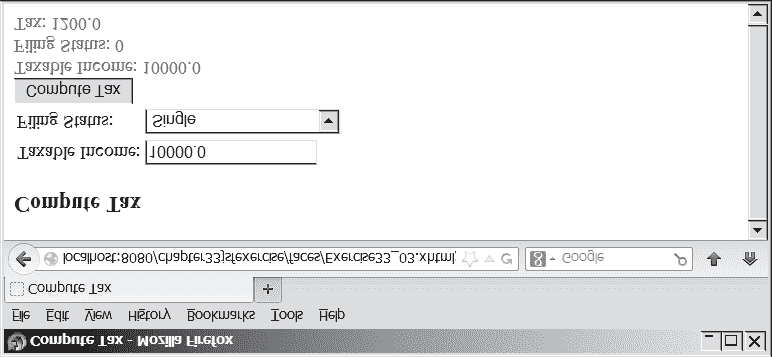 Compute Tax - Mozilla Firefox
File Edit View History Bookmarks Tools Help
Compute Tax
localhost:8080/chapter33jsfexercise/faces/Exercise33_03.xhtml
Google
Compute Tax
Taxable Income: 10000.0
Filing Status: Single
Compute Tax
Taxable Income: 10000.0
Filing Status: 0
Tax: 1200.0